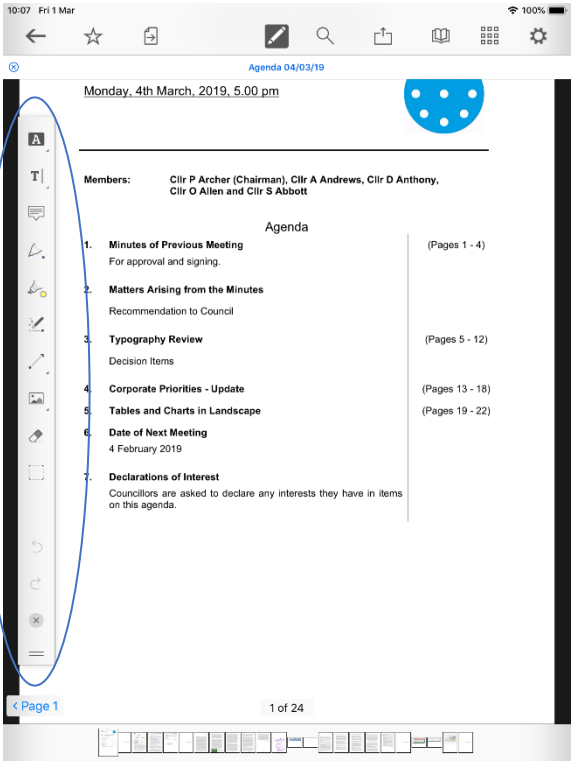 10:07 Fri 1 Mar
100%
Agenda 04/03/19
Monday, 4th March, 2019, 5.00 pm
Members: Cllr P Archer (Chairman), Cllr A Andrews, Cllr D Anthony,
Cllr O Allen and Cllr S Abbott
Agenda
1. Minutes of Previous Meeting (Pages 1 - 4)
For approval and signing.
2. Matters Arising from the Minutes
Recommendation to Council
3. Typography Review (Pages 5 - 12)
Decision Items
4. Corporate Priorities - Update (Pages 13 - 18)
5. Tables and Charts in Landscape (Pages 19 - 22)
6. Date of Next Meeting
4 February 2019
7. Declarations of Interest
Councillors are asked to declare any interests they have in items
on this agenda.
A
T
< Page 1
1 of 24